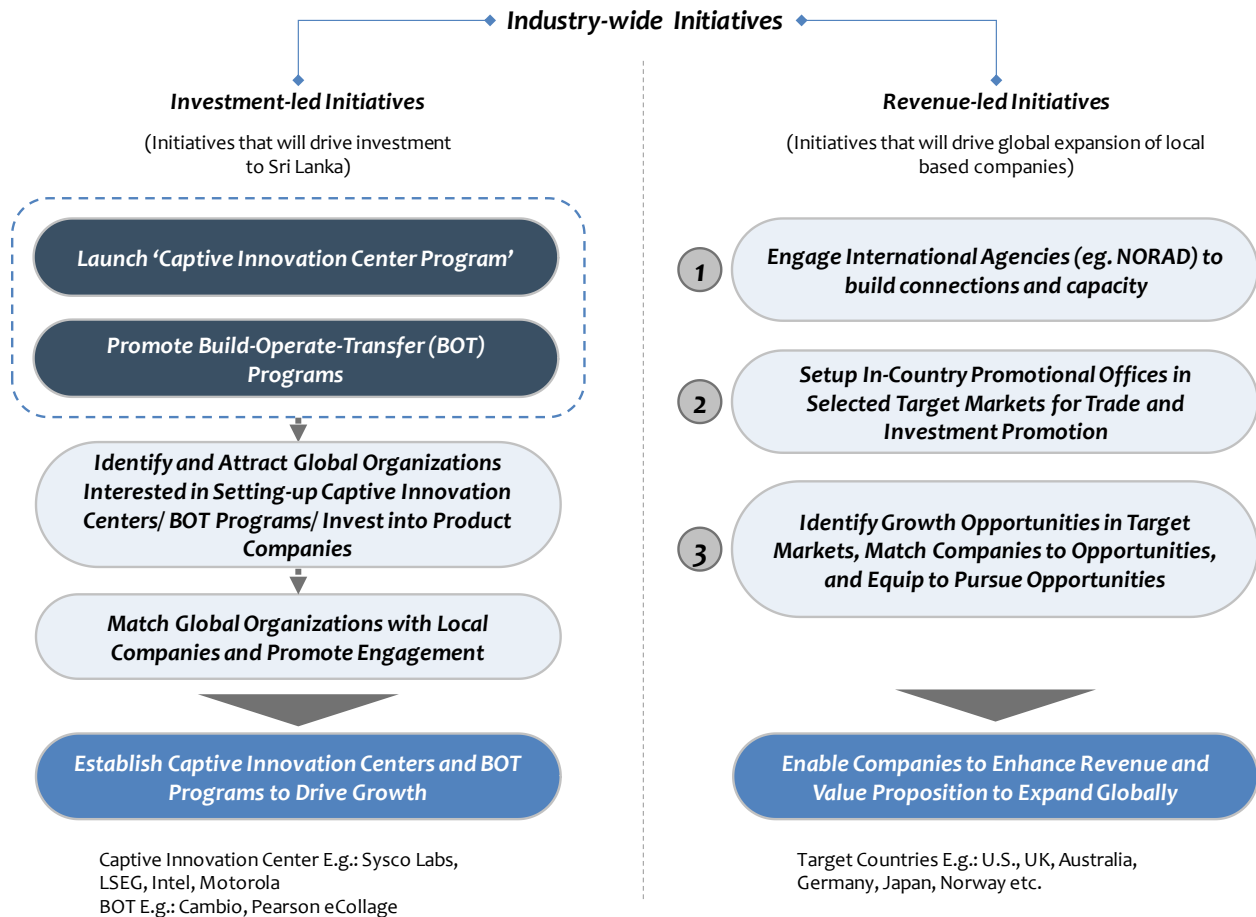 Industry-wide Initiatives
Investment-led Initiatives
(Initiatives that will drive investment
to Sri Lanka)
Launch ‘Captive Innovation Center Program’
Promote Build-Operate-Transfer (BOT)
Programs
Identify and Attract Global Organizations
Interested in Setting-up Captive Innovation
Centers/ BOT Programs/ Invest into Product
Companies
Match Global Organizations with Local
Companies and Promote Engagement
Establish Captive Innovation Centers and BOT
Programs to Drive Growth
Captive Innovation Center E.g.: Sysco Labs,
LSEG, Intel, Motorola
BOT E.g.: Cambio, Pearson eCollage
Revenue-led Initiatives
(Initiatives that will drive global expansion of local
based companies)
1
Engage International Agencies (eg. NORAD) to
build connections and capacity
2
Setup In-Country Promotional Offices in
Selected Target Markets for Trade and
Investment Promotion
3
Identify Growth Opportunities in Target
Markets, Match Companies to Opportunities,
and Equip to Pursue Opportunities
Enable Companies to Enhance Revenue and
Value Proposition to Expand Globally
Target Countries E.g.: U.S., UK, Australia,
Germany, Japan, Norway etc.